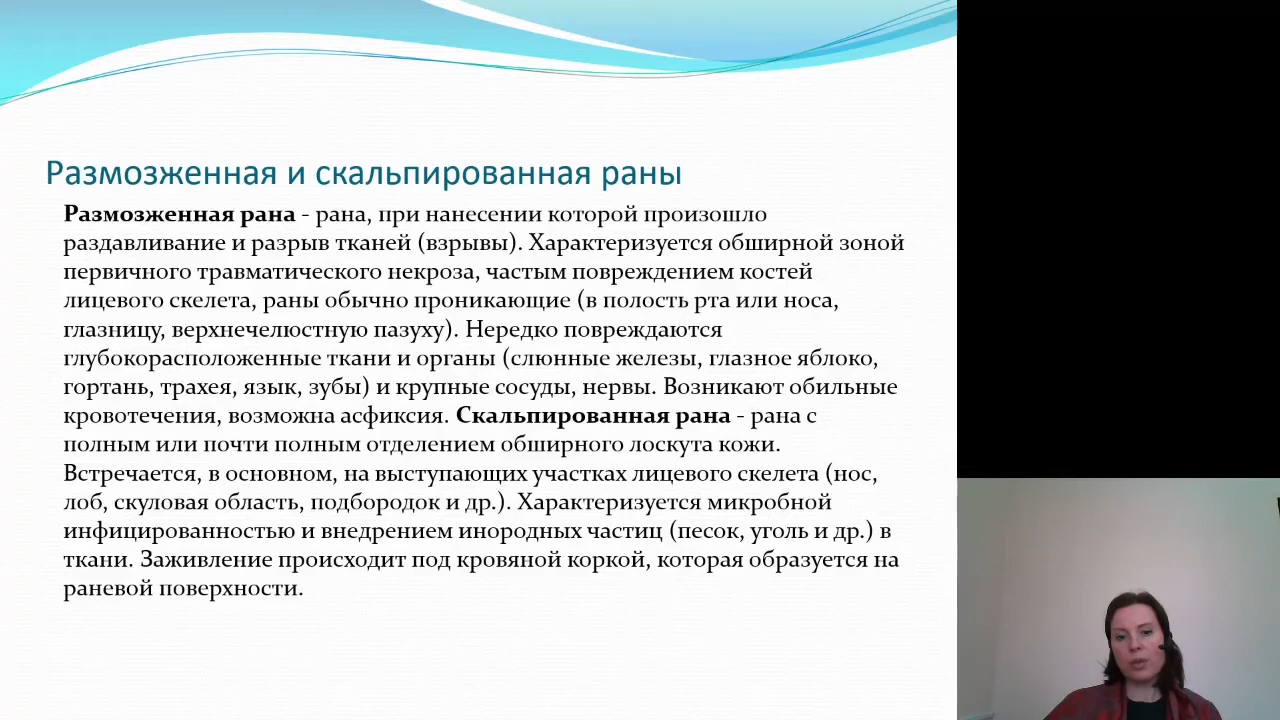 Размозженная и скальпированная раны
Размозженная рана - рана, при нанесении которой произошло
раздавливание и разрыв тканей (взрывы). Характеризуется обширной зоной
первичного травматического некроза, частым повреждением костей
лицевого скелета, раны обычно проникающие (в полость рта или носа,
глазницу, верхнечелюстную пазуху). Нередко повреждаются
глубокорасположенные ткани и органы (слюнные железы, глазное яблоко,
гортань, трахея, язык, зубы) и крупные сосуды, нервы. Возникают обильные
кровотечения, возможна асфиксия. Скальпированная рана - рана с
полным или почти полным отделением обширного лоскута кожи.
Встречается, в основном, на выступающих участках лицевого скелета (нос,
лоб, скуловая область, подбородок и др.). Характеризуется микробной
инфицированностью и внедрением инородных частиц (песок, уголь и др.) в
ткани. Заживление происходит под кровяной коркой, которая образуется на
раневой поверхности.